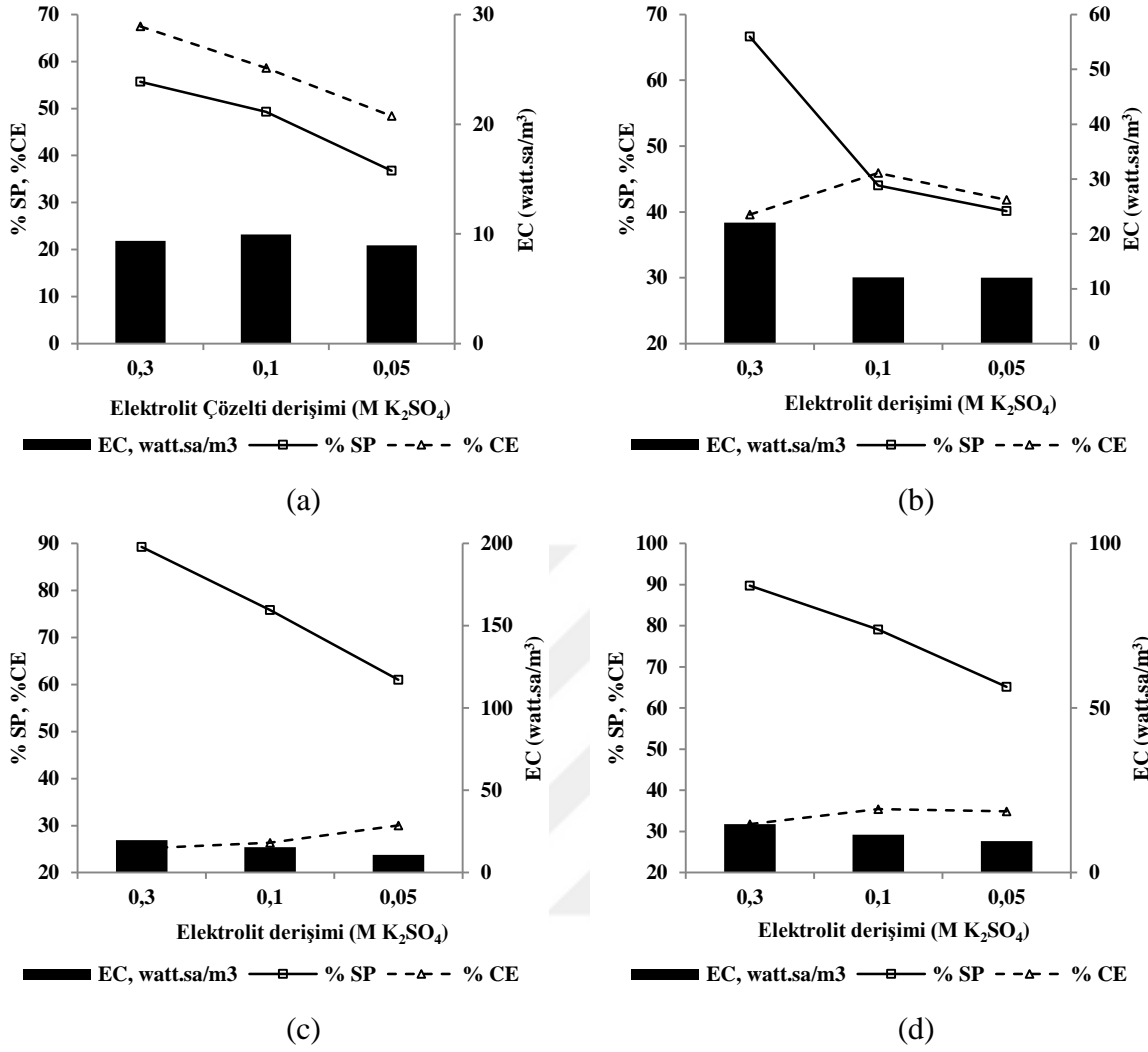 70
60
50
40
30
20
10
0
% SP, %CE
30
20
10
0
EC (watt.sa/m³)
0,3 0,1 0,05
Elektrolit Çözelti derişimi (M K₂SO₄)
EC, watt.sa/m3 % SP % CE
(a)
70
60
50
40
30
20
% SP, %CE
60
50
40
30
20
10
0
EC (watt.sa/m³)
0,3 0,1 0,05
Elektrolit derişimi (M K₂SO₄)
EC, watt.sa/m3 % SP % CE
(b)
90
80
70
60
50
40
30
20
% SP, %CE
200
150
100
50
0
EC (watt.sa/m³)
0,3 0,1 0,05
Elektrolit derişimi (M K₂SO₄)
EC, watt.sa/m3 % SP % CE
(c)
100
90
80
70
60
50
40
30
20
% SP, %CE
100
50
0
EC (watt.sa/m³)
0,3 0,1 0,05
Elektrolit derişimi (M K₂SO₄)
EC, watt.sa/m3 % SP % CE
(d)